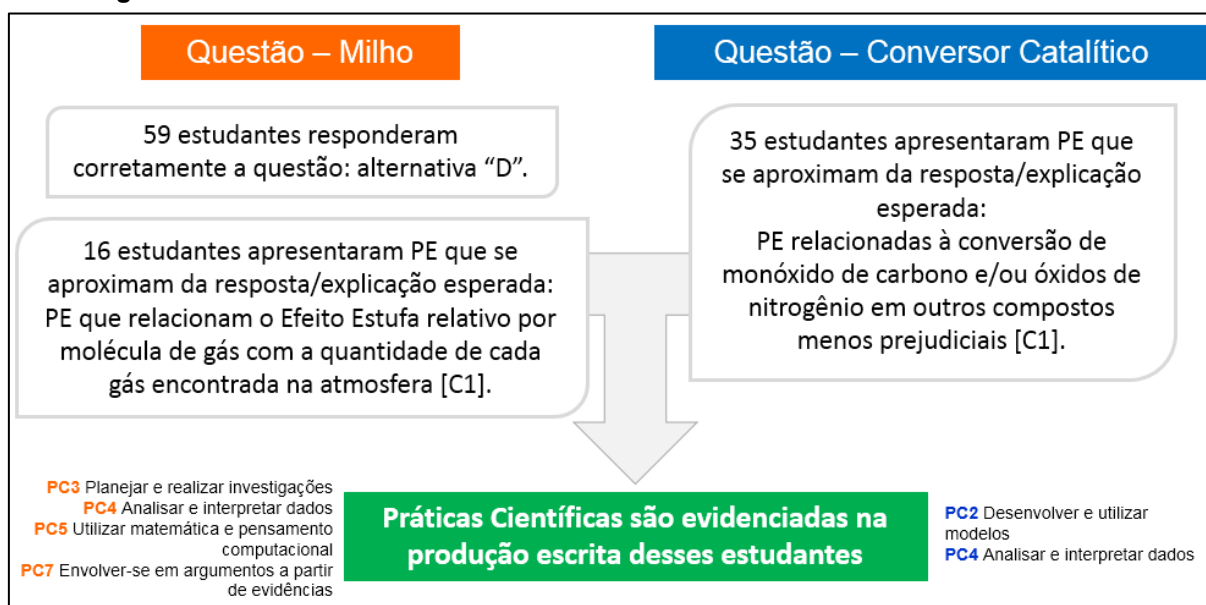 Questão – Milho
Questão – Conversor Catalítico
59 estudantes responderam
corretamente a questão: alternativa “D”.
16 estudantes apresentaram PE que se
aproximam da resposta/explicação esperada:
PE que relacionam o Efeito Estufa relativo por
molécula de gás com a quantidade de cada
gás encontrada na atmosfera [C1].
35 estudantes apresentaram PE que
se aproximam da resposta/explicação
esperada:
PE relacionadas à conversão de
monóxido de carbono e/ou óxidos de
nitrogênio em outros compostos
menos prejudiciais [C1].
PC3 Planejar e realizar investigações
PC4 Analisar e interpretar dados
PC5 Utilizar matemática e pensamento
computacional
PC7 Envolver-se em argumentos a partir
de evidências
Práticas Científicas são evidenciadas na
produção escrita desses estudantes
PC2 Desenvolver e utilizar
modelos
PC4 Analisar e interpretar dados